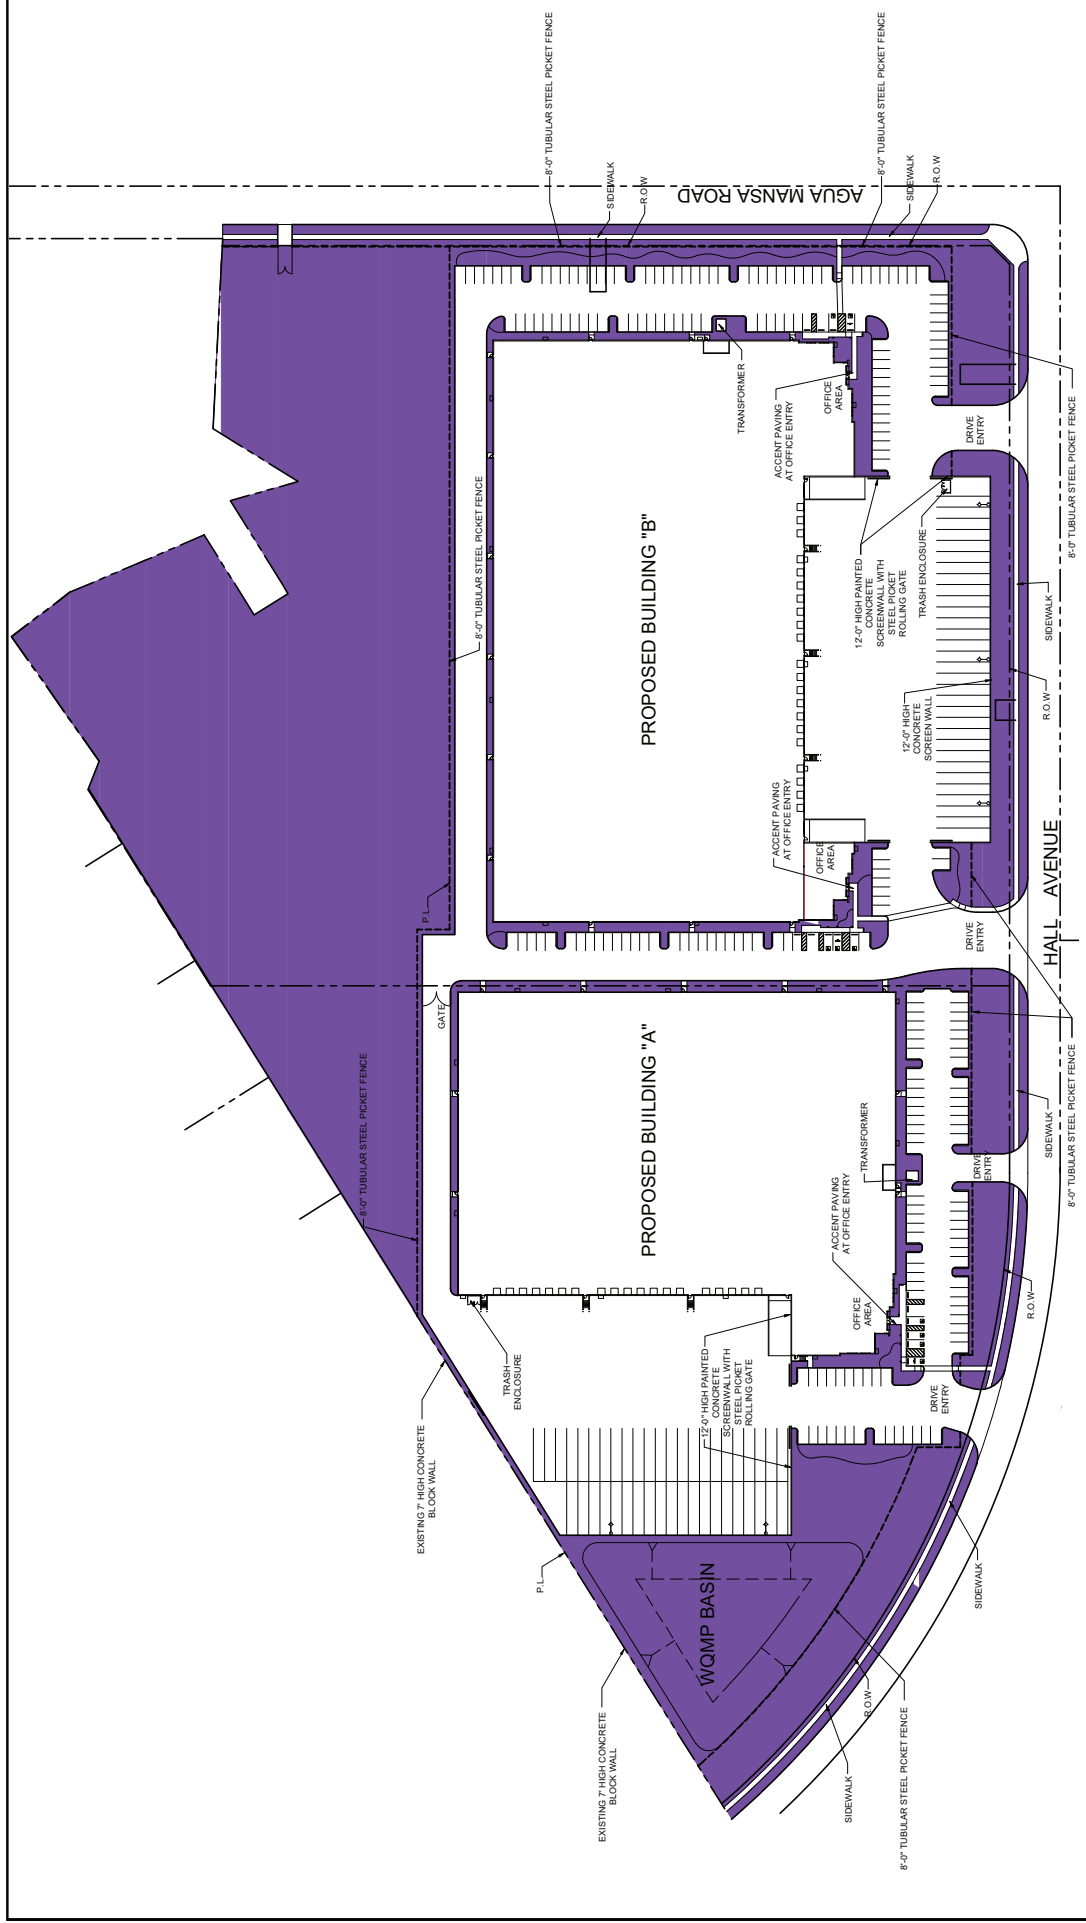 8'-0" TUBULAR STEEL PICKET FENCE
SIDEWALK
R.O.W
AGUA MANSA ROAD
8'-0" TUBULAR STEEL PICKET FENCE
SIDEWALK
R.O.W
TRANSFORMER
ACCENT PAVING
AT OFFICE ENTRY
OFFICE
AREA
DRIVE
ENTRY
8'-0" TUBULAR STEEL PICKET FENCE
8'-0" TUBULAR STEEL PICKET FENCE
PROPOSED BUILDING "B"
12'-0" HIGH PAINTED
CONCRETE
SCREENWALL WITH
STEEL PICKET
ROLLING GATE
TRASH ENCLOSURE
SIDEWALK
R.O.W
12'-0" HIGH
CONCRETE
SCREEN WALL
ACCENT PAVING
AT OFFICE ENTRY
OFFICE
AREA
P.L.
DRIVE
ENTRY
HALL AVENUE
GATE
8'-0" TUBULAR STEEL PICKET FENCE
PROPOSED BUILDING "A"
TRANSFORMER
ACCENT PAVING
AT OFFICE ENTRY
OFFICE
AREA
DRIVE
ENTRY
SIDEWALK
8'-0" TUBULAR STEEL PICKET FENCE
R.O.W
TRASH
ENCLOSURE
12'-0" HIGH PAINTED
CONCRETE
SCREENWALL WITH
STEEL PICKET
ROLLING GATE
DRIVE
ENTRY
EXISTING 7' HIGH CONCRETE
BLOCK WALL
P.L.
WQMP BASIN
SIDEWALK
EXISTING 7' HIGH CONCRETE
BLOCK WALL
R.O.W
SIDEWALK
8'-0" TUBULAR STEEL PICKET FENCE